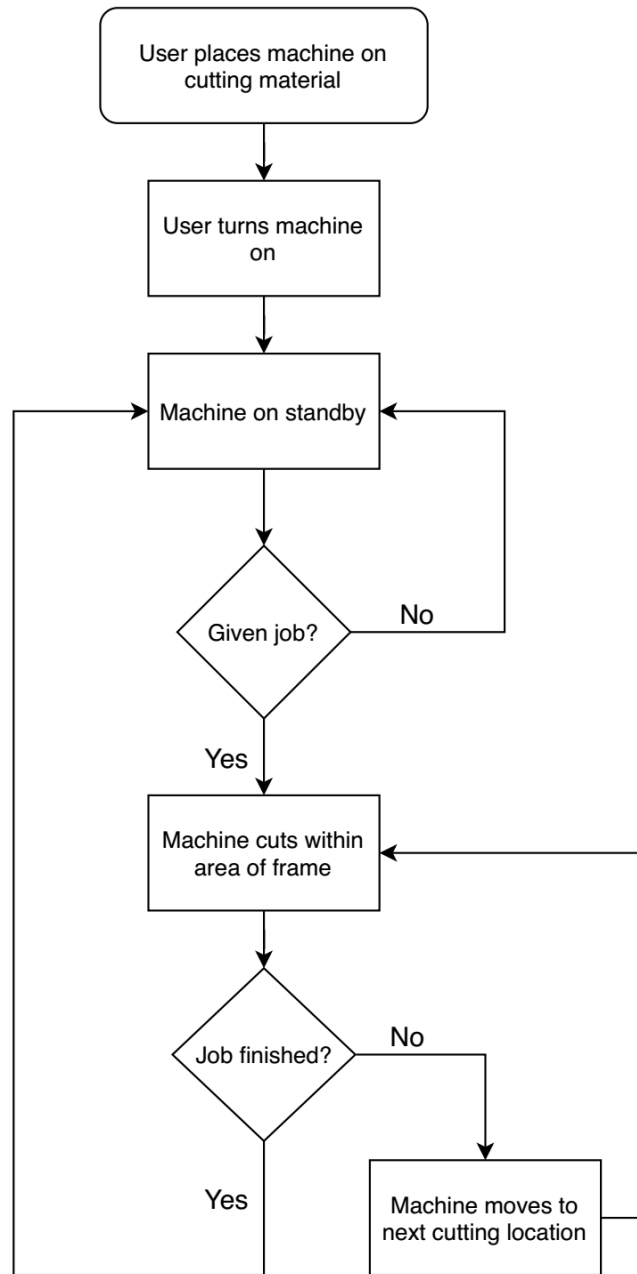 User places machine on
cutting material
User turns machine
on
Machine on standby
Given job?
No
Yes
Machine cuts within
area of frame
Job finished?
No
Yes
Machine moves to
next cutting location